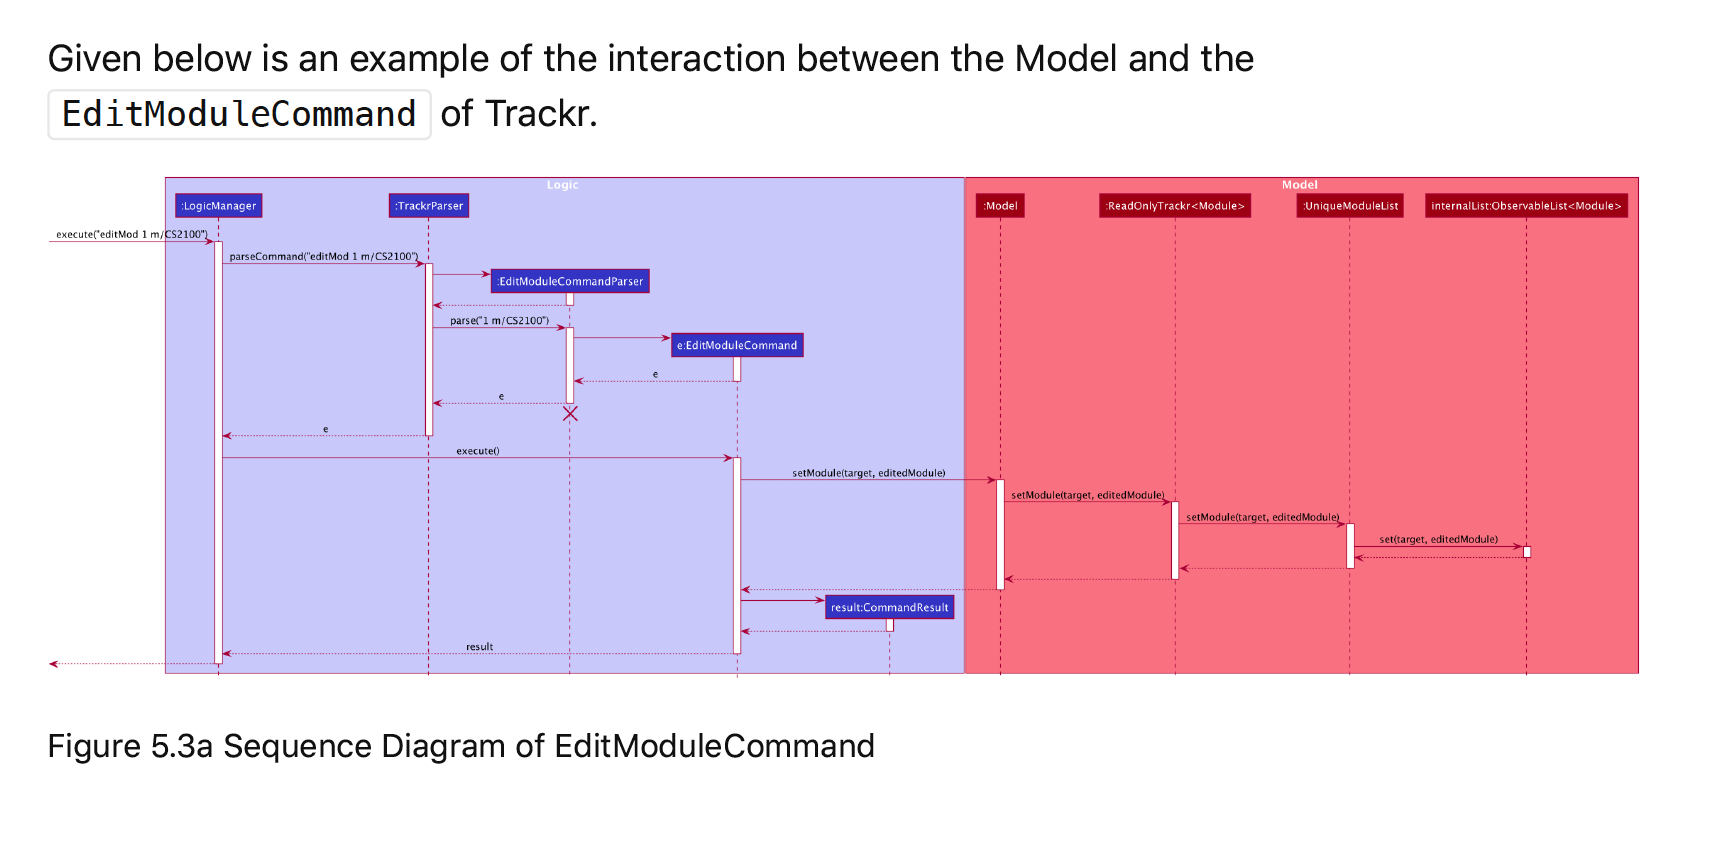 Given below is an example of the interaction between the Model and the
EditModuleCommand of Trackr.
Logic
Model
:LogicManager
:TrackrParser
:Model
:ReadOnlyTrackr<Module>
:UniqueModuleList
internalList:ObservableList<Module>
execute("editMod 1 m/CS2100")
parseCommand("editMod 1 m/CS2100")
:EditModuleCommandParser
parse("1 m/CS2100")
e:EditModuleCommand
e
e
e
execute()
setModule(target, editedModule)
setModule(target, editedModule)
setModule(target, editedModule)
set(target, editedModule)
result:CommandResult
result
Figure 5.3a Sequence Diagram of EditModuleCommand